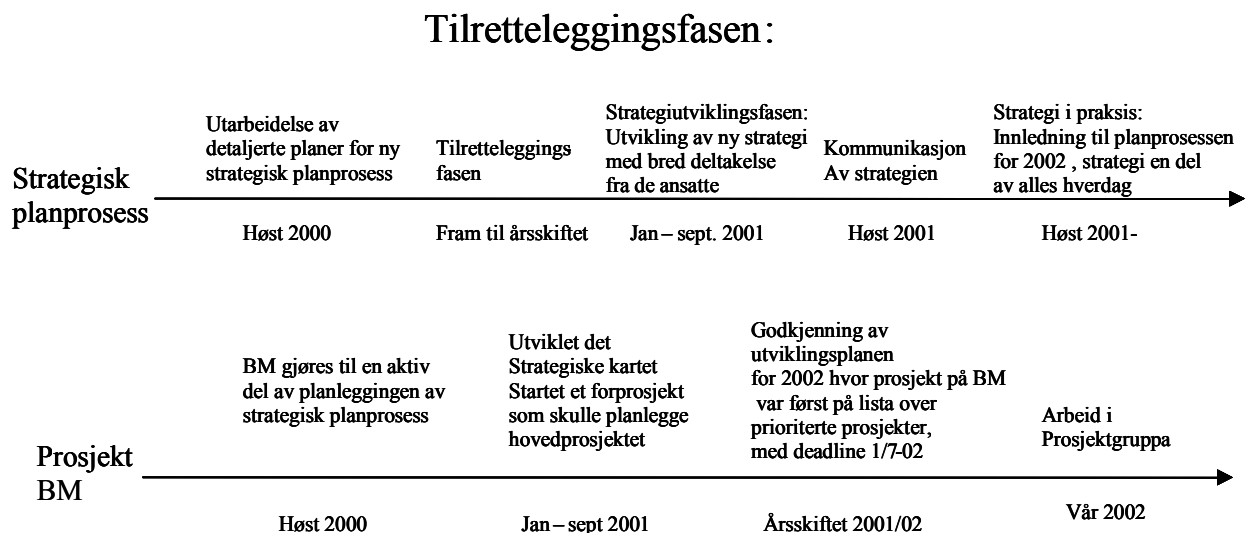 Tilretteleggingsfasen:
Strategisk
planprosess
Utarbeidelse av
detaljerte planer for ny
strategisk planprosess
Høst 2000
Tilretteleggings
fasen
Fram til årsskiftet
Strategiutviklingsfasen:
Utvikling av ny strategi
med bred deltakelse
fra de ansatte
Jan – sept. 2001
Kommunikasjon
Av strategien
Høst 2001
Strategi i praksis:
Innledning til planprosessen
for 2002 , strategi en del
av alles hverdag
Høst 2001-
Prosjekt
BM
BM gjøres til en aktiv
del av planleggingen av
strategisk planprosess
Høst 2000
Utviklet det
Strategiske kartet
Startet et forprosjekt
som skulle planlegge
hovedprosjektet
Jan – sept 2001
Godkjenning av
utviklingsplanen
for 2002 hvor prosjekt på BM
var først på lista over
prioriterte prosjekter,
med deadline 1/7-02
Årsskiftet 2001/02
Arbeid i
Prosjektgruppa
Vår 2002